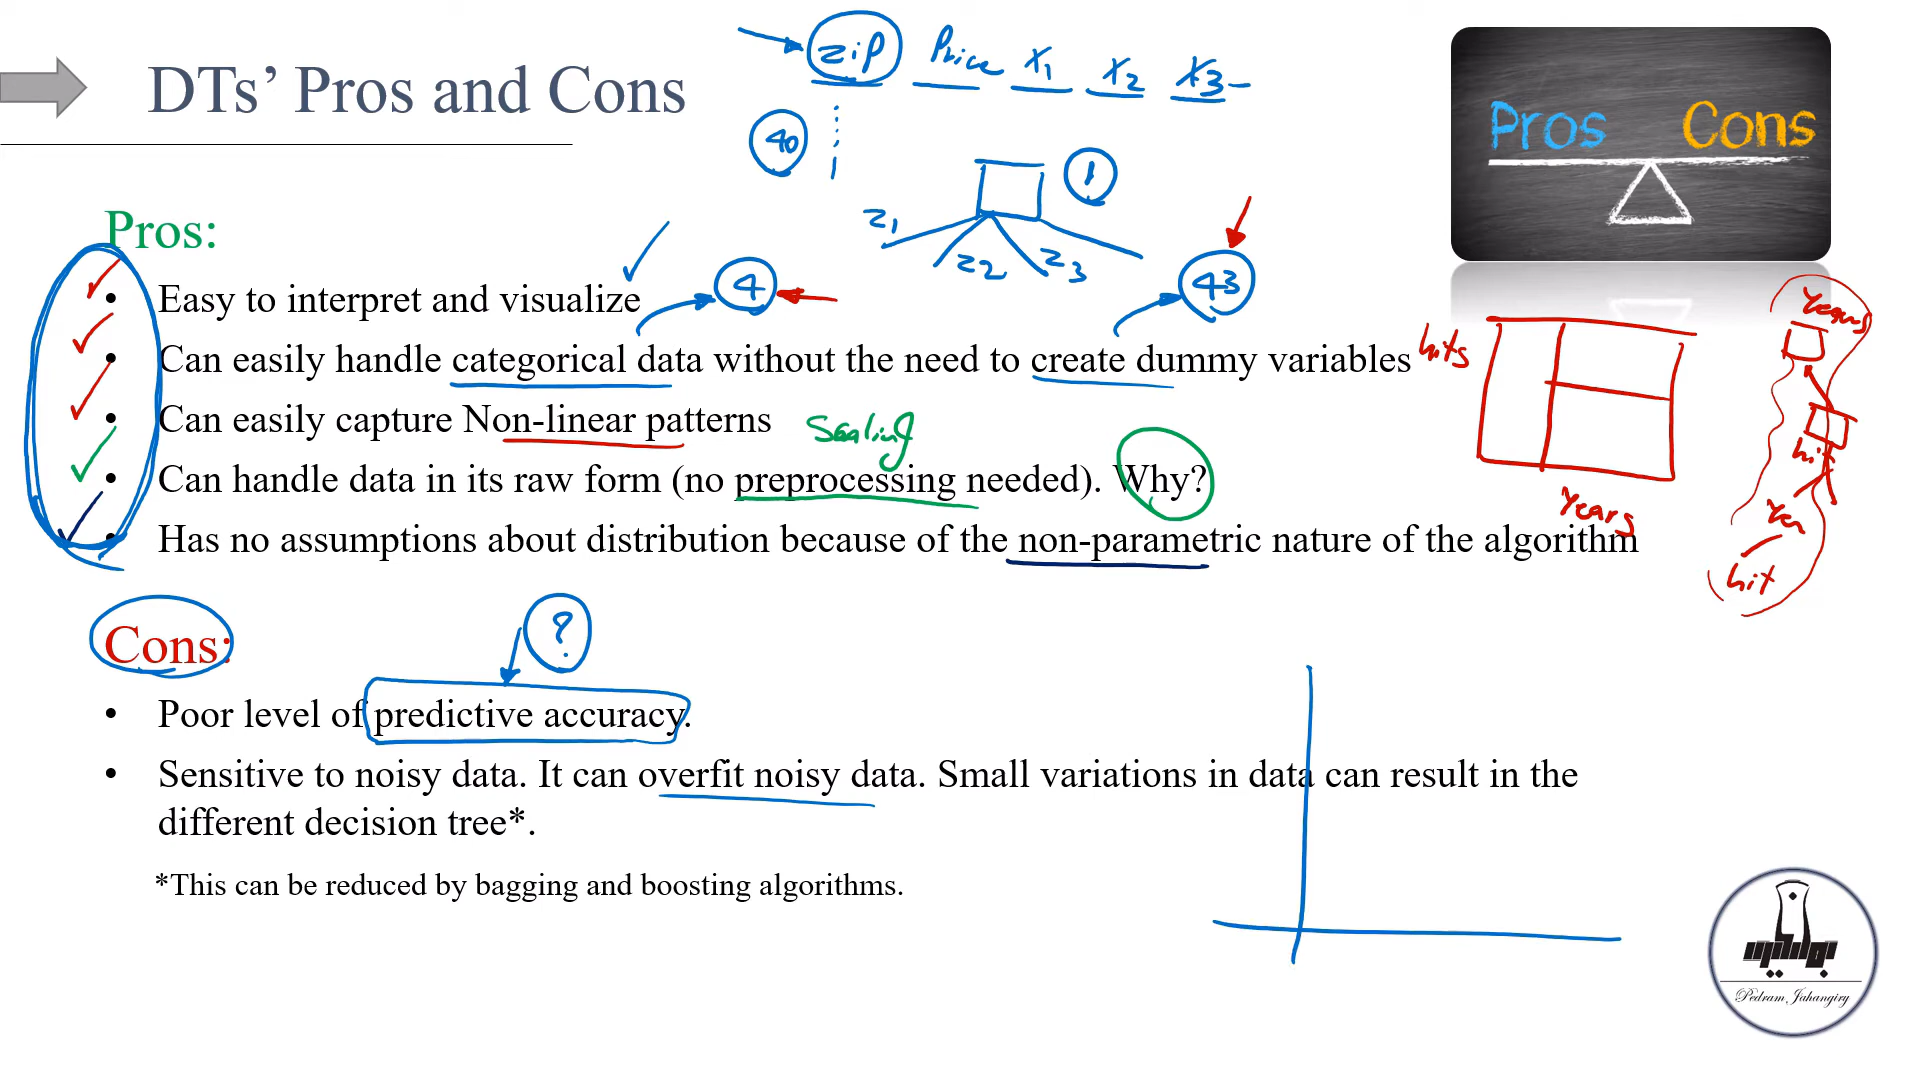 zip Price X1 X2 X3
DTs’ Pros and Cons
Pros Cons
40
1
Z1 Z2 Z3
Pros:
4 43
• Easy to interpret and visualize
Years
• Can easily handle categorical data without the need to create dummy variables
hits
• Can easily capture Non-linear patterns
Scaling
hit
• Can handle data in its raw form (no preprocessing needed). Why?
Years
• Has no assumptions about distribution because of the non-parametric nature of the algorithm
hit
?
Cons:
• Poor level of predictive accuracy.
• Sensitive to noisy data. It can overfit noisy data. Small variations in data can result in the
different decision tree*.
*This can be reduced by bagging and boosting algorithms.
Pedram Jahangiry